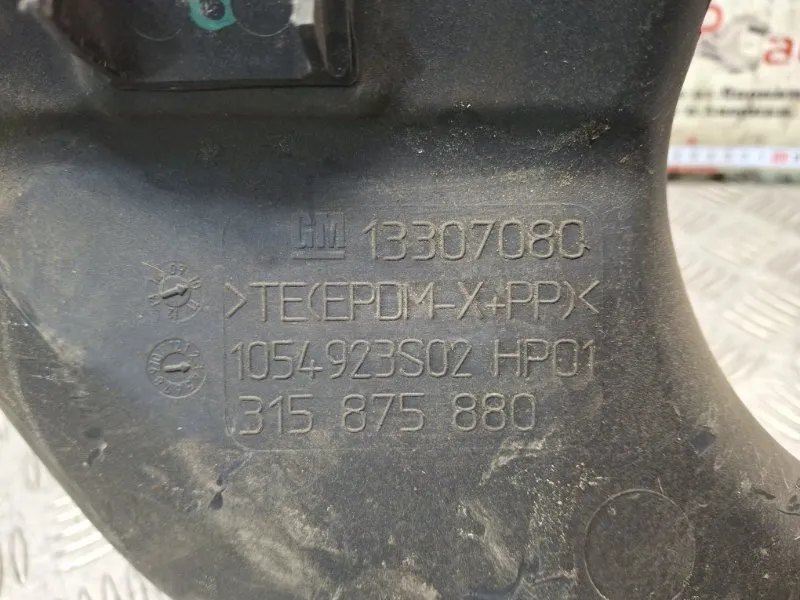 GM 13307080
>TE(EPDM-X+PP)<
1054923S02 HP01
315 875 880